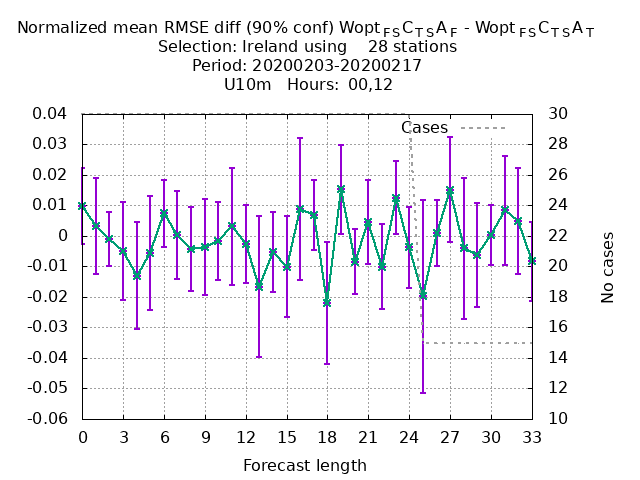 Normalized mean RMSE diff (90% conf) Wopt FS C TS A F - Wopt FS C TS A T
Selection: Ireland using 28 stations
Period: 20200203-20200217
U10m Hours: 00,12
0.04 30
Cases
0.03 28
0.02 26
0.01 24
0 22
-0.01 20
-0.02 18
-0.03 16
-0.04 14
-0.05 12
-0.06 10
No cases
0 3 6 9 12 15 18 21 24 27 30 33
Forecast length